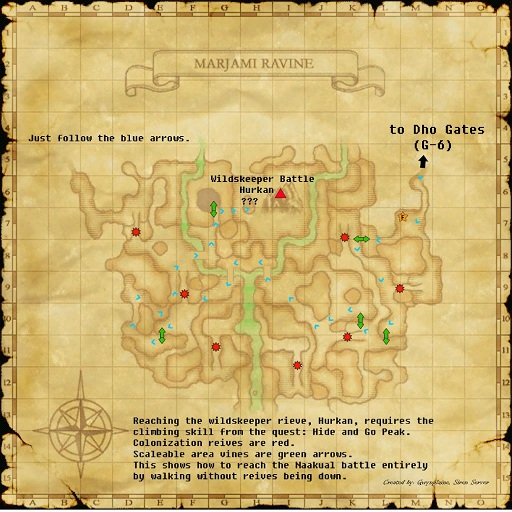 A B C D E F G H I J K L M N O
MARJAMI RAVINE
Just follow the blue arrows.
to Dho Gates
(G-6)
Wildskeeper Battle
Hurkan
???
Reaching the wildskeeper rieve, Hurkan, requires the
climbing skill from the quest: Hide and Go Peak.
Colonization reives are red.
Scaleable area vines are green arrows.
This shows how to reach the Naakual battle entirely
by walking without reives being down.
Created by: Gwynplaine, Siren Server
A B C D E F G H I J K L M N O